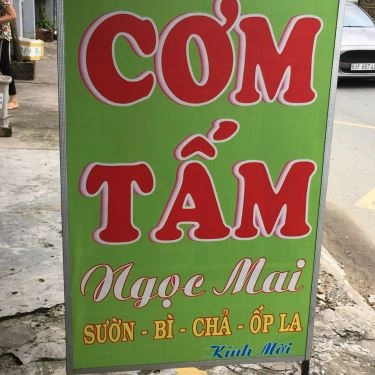 CƠM
TẤM
Ngọc Mai
SƯỜN - BÌ - CHẢ - ỐP LA
Kính Mời